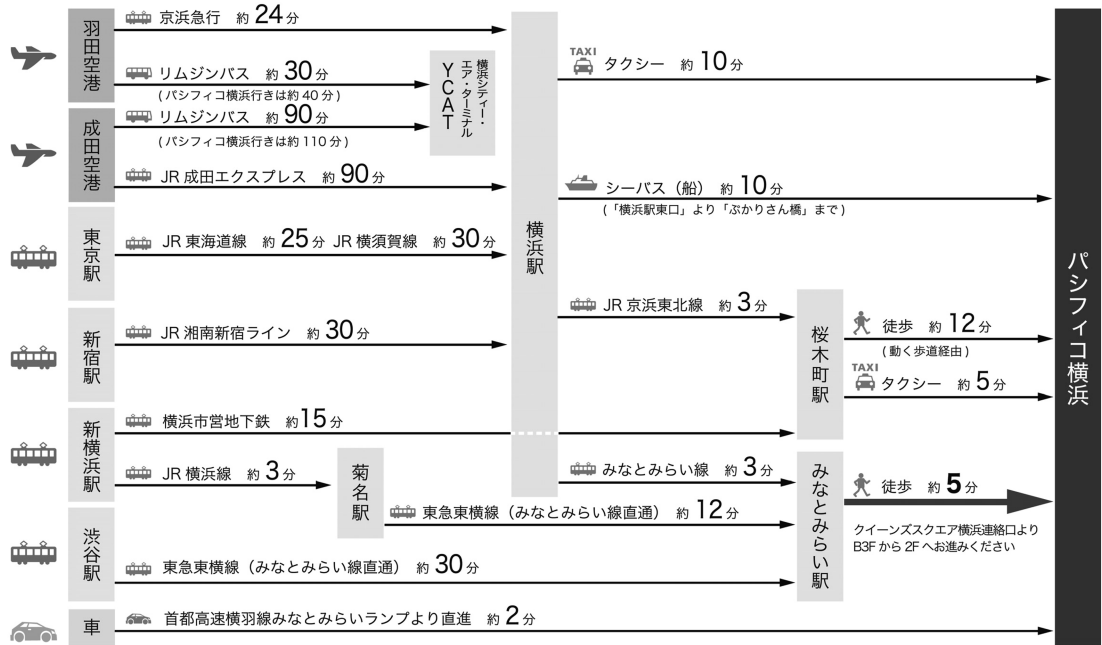 羽田空港
京浜急行 約24分
リムジンバス 約30分
(パシフィコ横浜行きは約40分)
成田空港
リムジンバス 約90分
(パシフィコ横浜行きは約110分)
JR 成田エクスプレス 約90分
横浜シティー・
エア・ターミナル
YCAT
東京駅
JR 東海道線 約25分 JR 横須賀線 約30分
新宿駅
JR 湘南新宿ライン 約30分
新横浜駅
横浜市営地下鉄 約15分
JR 横浜線 約3分
菊名駅
東急東横線(みなとみらい線直通) 約12分
渋谷駅
東急東横線(みなとみらい線直通) 約30分
車
首都高速横羽線みなとみらいランプより直進 約2分
横浜駅
TAXI
タクシー 約10分
シーバス(船) 約10分
(「横浜駅東口」より「ぷかりさん橋」まで)
JR 京浜東北線 約3分
みなとみらい線 約3分
桜木町駅
徒歩 約12分
(動く歩道経由)
TAXI
タクシー 約5分
みなとみらい駅
徒歩 約5分
クイーンズスクエア横浜連絡口より
B3Fから2Fへお進みください
パシフィコ横浜